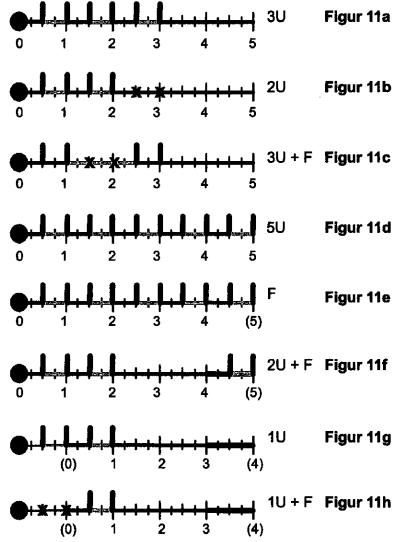 3U Figur 11a
0 1 2 3 5
2U Figur 11b
0 1 2 3 5
3U + F Figur 11c
0 1 2 3 5
5U Figur 11d
0 1 2 3 4 5
F Figur 11e
0 1 2 3 4 (5)
2U + F Figur 11f
0 1 2 3 4 (5)
1U Figur 11g
(0) 1 2 3 (4)
1U + F Figur 11h
(0) 1 2 3 (4)